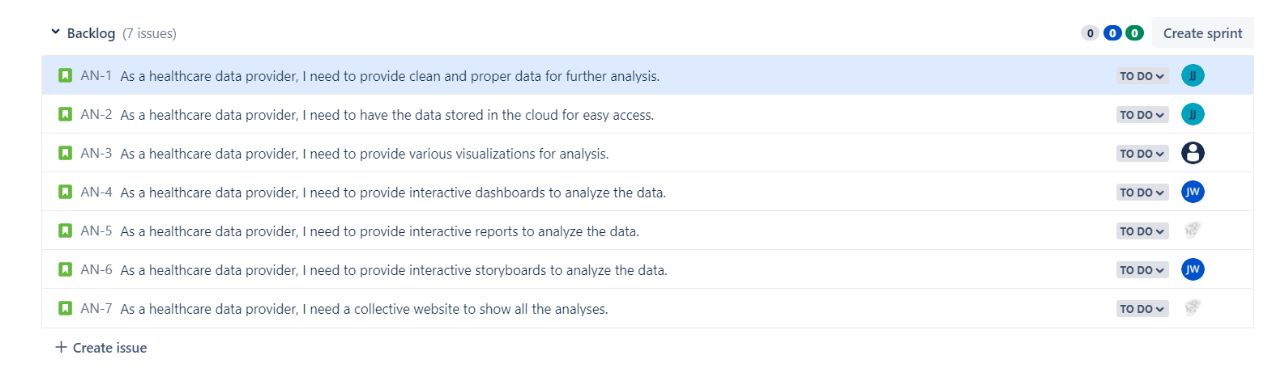 Backlog (7 issues) 0 0 0 Create sprint
AN-1 As a healthcare data provider, I need to provide clean and proper data for further analysis. TO DO JJ
AN-2 As a healthcare data provider, I need to have the data stored in the cloud for easy access. TO DO JJ
AN-3 As a healthcare data provider, I need to provide various visualizations for analysis. TO DO
AN-4 As a healthcare data provider, I need to provide interactive dashboards to analyze the data. TO DO JW
AN-5 As a healthcare data provider, I need to provide interactive reports to analyze the data. TO DO
AN-6 As a healthcare data provider, I need to provide interactive storyboards to analyze the data. TO DO JW
AN-7 As a healthcare data provider, I need a collective website to show all the analyses. TO DO
+ Create issue